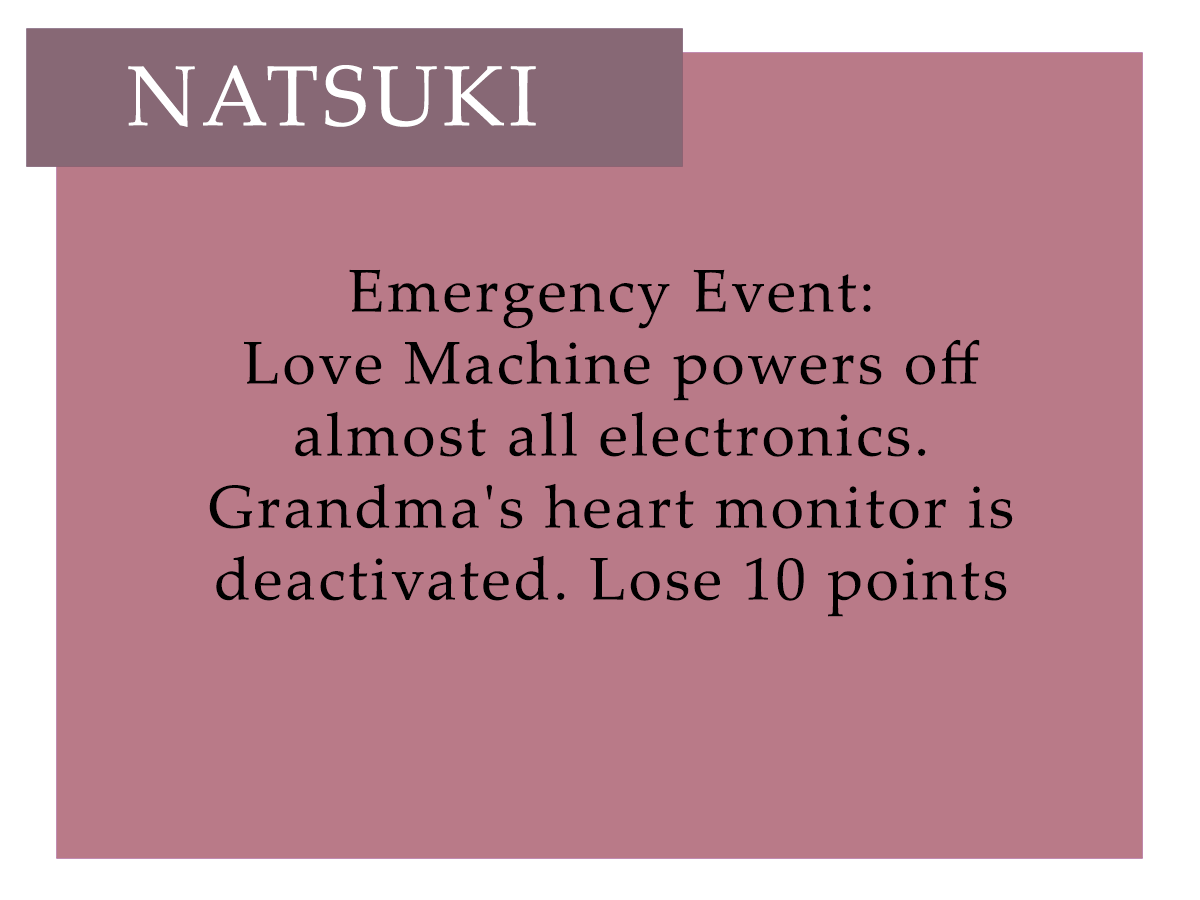 NATSUKI
Emergency Event:
Love Machine powers off
almost all electronics.
Grandma's heart monitor is
deactivated. Lose 10 points